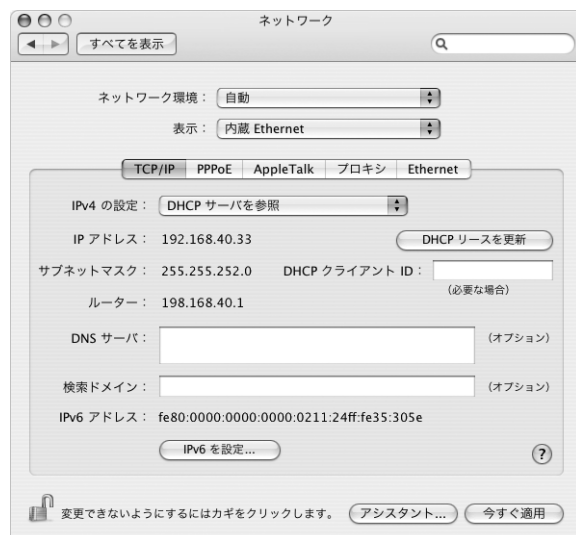 ネットワーク
すべてを表示
ネットワーク環境： 自動
表示： 内蔵 Ethernet
TCP/IP PPPoE AppleTalk プロキシ Ethernet
IPv4 の設定： DHCP サーバを参照
IP アドレス： 192.168.40.33 DHCP リースを更新
サブネットマスク： 255.255.252.0 DHCP クライアント ID：
（必要な場合）
ルーター： 198.168.40.1
DNS サーバ： （オプション）
検索ドメイン： （オプション）
IPv6 アドレス： fe80:0000:0000:0000:0211:24ff:fe35:305e
IPv6 を設定... ?
変更できないようにするにはカギをクリックします。 アシスタント... 今すぐ適用